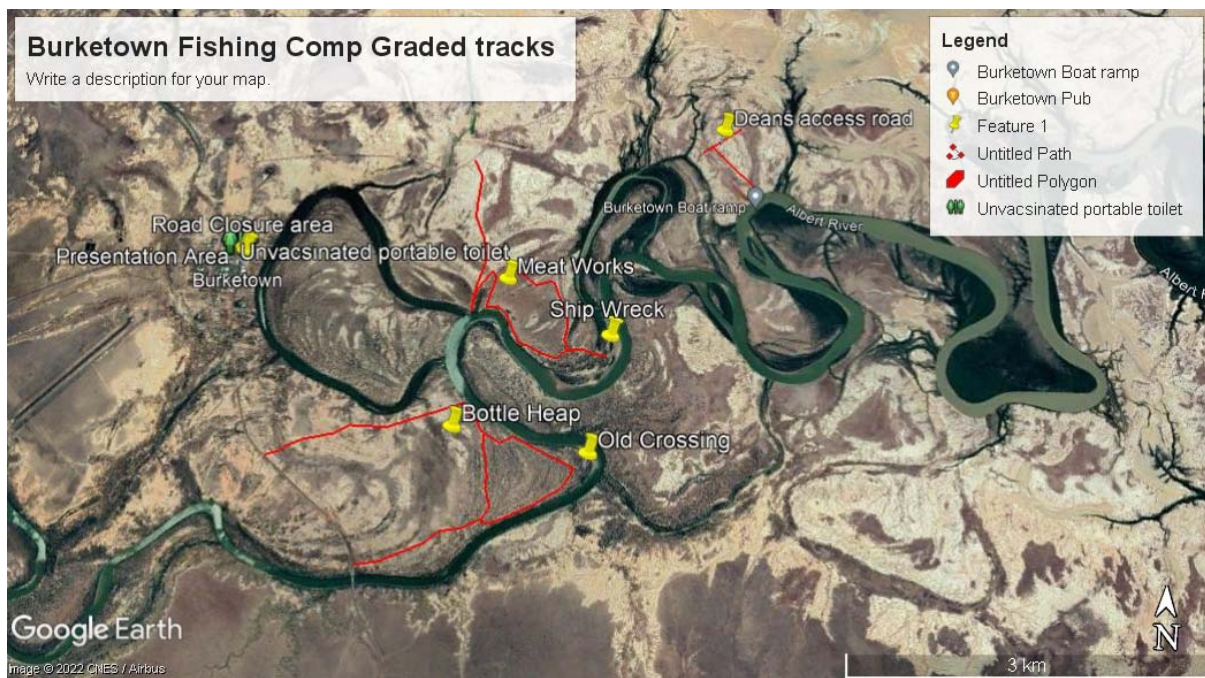 Burketown Fishing Comp Graded tracks
Write a description for your map.
Legend
Burketown Boat ramp
Burketown Pub
Feature 1
Untitled Path
Untitled Polygon
Unvacsinated portable toilet
Deans access road
Burketown Boat ramp
Albert River
Road Closure area
Unvacsinated portable toilet
Presentation Area
Burketown
Meat Works
Ship Wreck
Bottle Heap
Old Crossing
Google Earth
Image © 2022 CNES / Airbus
N
3 km